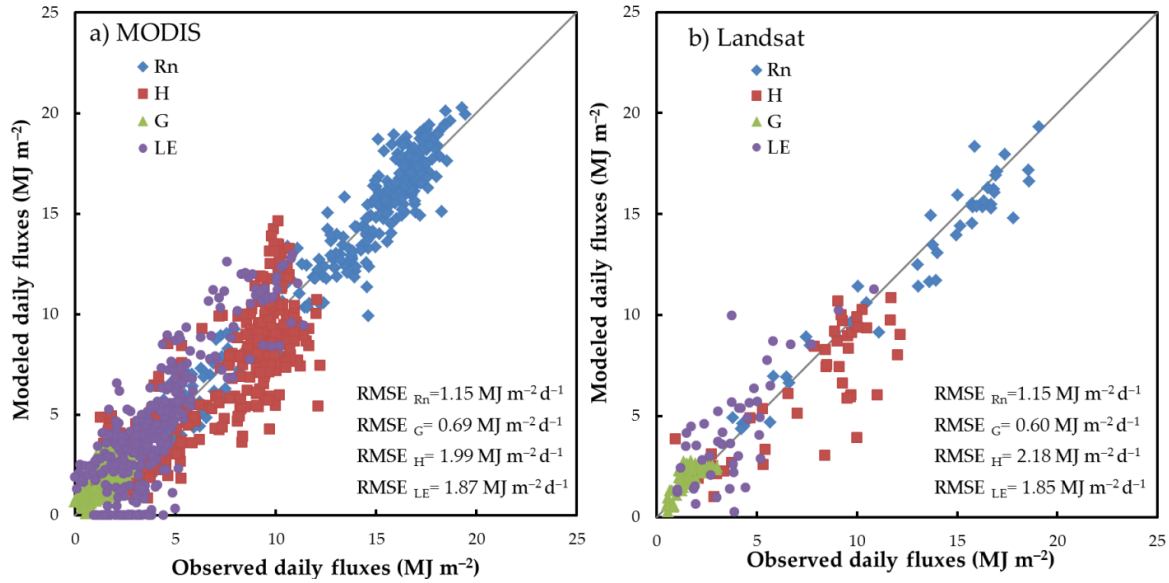 a) MODIS
Rn
H
G
LE
25
20
15
10
5
0
0 5 10 15 20 25
Modeled daily fluxes (MJ m⁻²)
Observed daily fluxes (MJ m⁻²)
RMSE Rn=1.15 MJ m⁻² d⁻¹
RMSE G= 0.69 MJ m⁻² d⁻¹
RMSE H= 1.99 MJ m⁻² d⁻¹
RMSE LE= 1.87 MJ m⁻² d⁻¹
b) Landsat
Rn
H
G
LE
25
20
15
10
5
0
0 5 10 15 20 25
Modeled daily fluxes (MJ m⁻²)
Observed daily fluxes (MJ m⁻²)
RMSE Rn=1.15 MJ m⁻² d⁻¹
RMSE G= 0.60 MJ m⁻² d⁻¹
RMSE H= 2.18 MJ m⁻² d⁻¹
RMSE LE= 1.85 MJ m⁻² d⁻¹